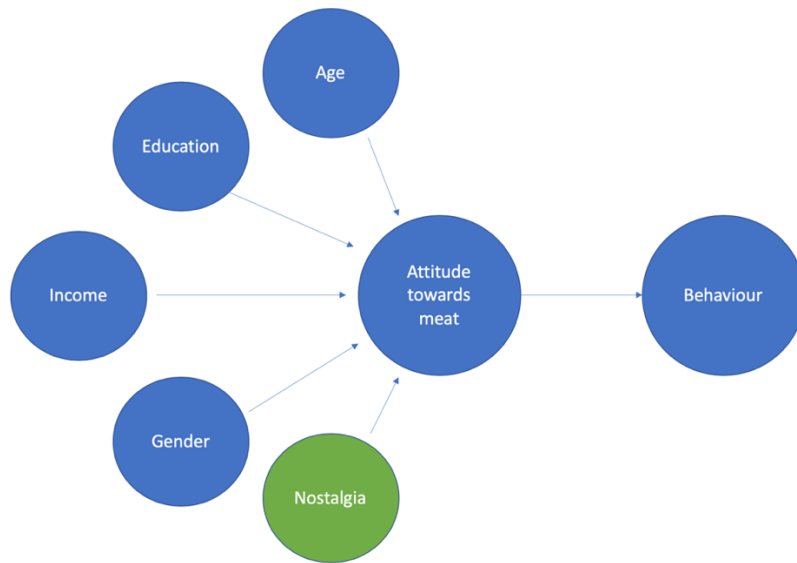 Age
Education
Income
Attitude
towards
meat
Behaviour
Gender
Nostalgia